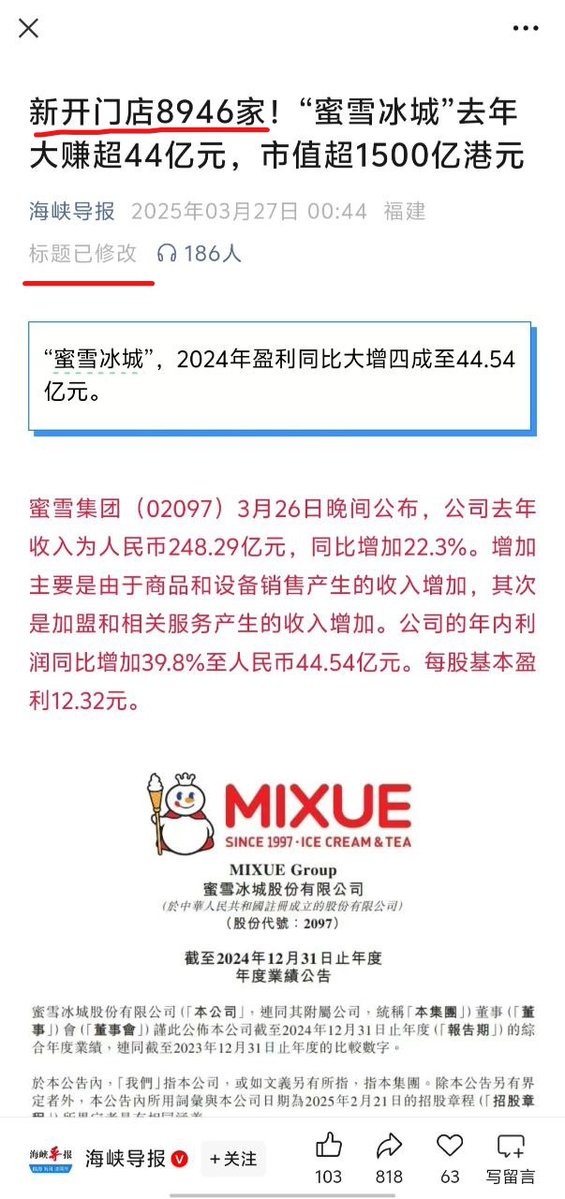 新开门店8946家！“蜜雪冰城”去年
大赚超44亿元，市值超1500亿港元
海峡导报 2025年03月27日 00:44 福建
标题已修改 186人
“蜜雪冰城”，2024年盈利同比大增四成至44.54
亿元。
蜜雪集团（02097）3月26日晚间公布，公司去年
收入为人民币248.29亿元，同比增加22.3%。增加
主要是由于商品和设备销售产生的收入增加，其次
是加盟和相关服务产生的收入增加。公司的年内利
润同比增加39.8%至人民币44.54亿元。每股基本盈
利12.32元。
MIXUE
SINCE 1997·ICE CREAM & TEA
MIXUE Group
蜜雪冰城股份有限公司
(於中華人民共和國註冊成立的股份有限公司)
（股份代號：2097）
截至2024年12月31日止年度
年度業績公告
蜜雪冰城股份有限公司(「本公司」，連同其附屬公司，統稱「本集團」)董事(「董
事」)會(「董事會」)謹此公佈本公司截至2024年12月31日止年度(「報告期」)的綜
合年度業績，連同截至2023年12月31日止年度的比較數字。
於本公告內，「我們」指本公司，或如文義另有所指，指本集團。除本公告另有界
定者外，本公告內所用詞彙與本公司日期為2025年2月21日的招股章程(「招股章
海峡导报
海峡导报 +关注 103 818 63 写留言